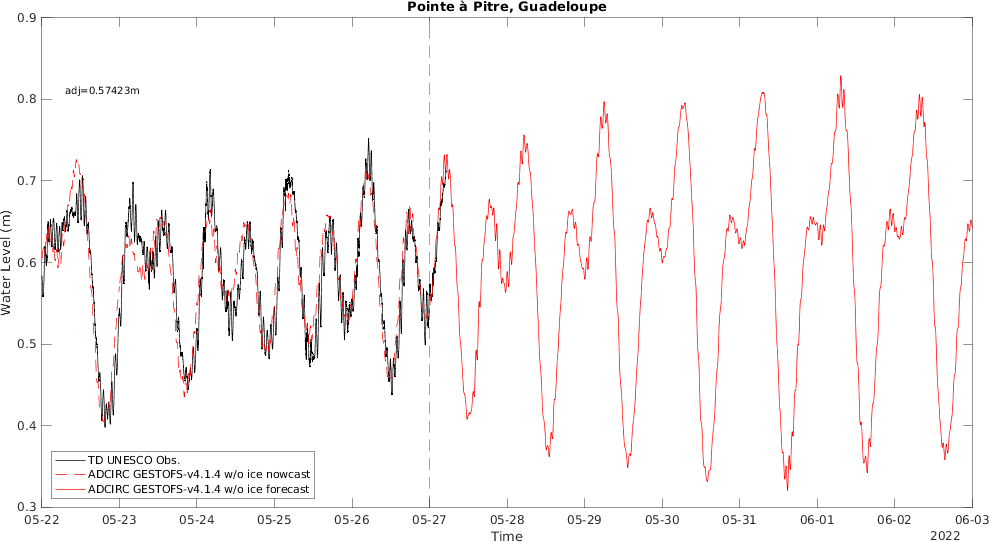 Pointe à Pitre, Guadeloupe
0.9
0.8
0.7
0.6
0.5
0.4
0.3
Water Level (m)
adj=0.57423m
TD UNESCO Obs.
ADCIRC GESTOFS-v4.1.4 w/o ice nowcast
ADCIRC GESTOFS-v4.1.4 w/o ice forecast
05-22 05-23 05-24 05-25 05-26 05-27 05-28 05-29 05-30 05-31 06-01 06-02 06-03
Time
2022